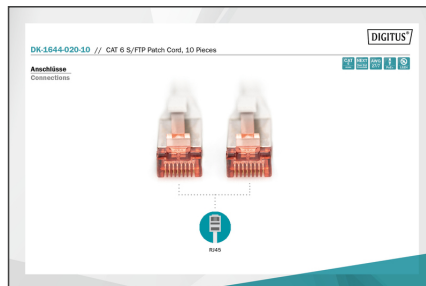 DIGITUS®
DK-1644-020-10 // CAT 6 S/FTP Patch Cord, 10 Pieces
Anschlüsse
Connections
RJ45